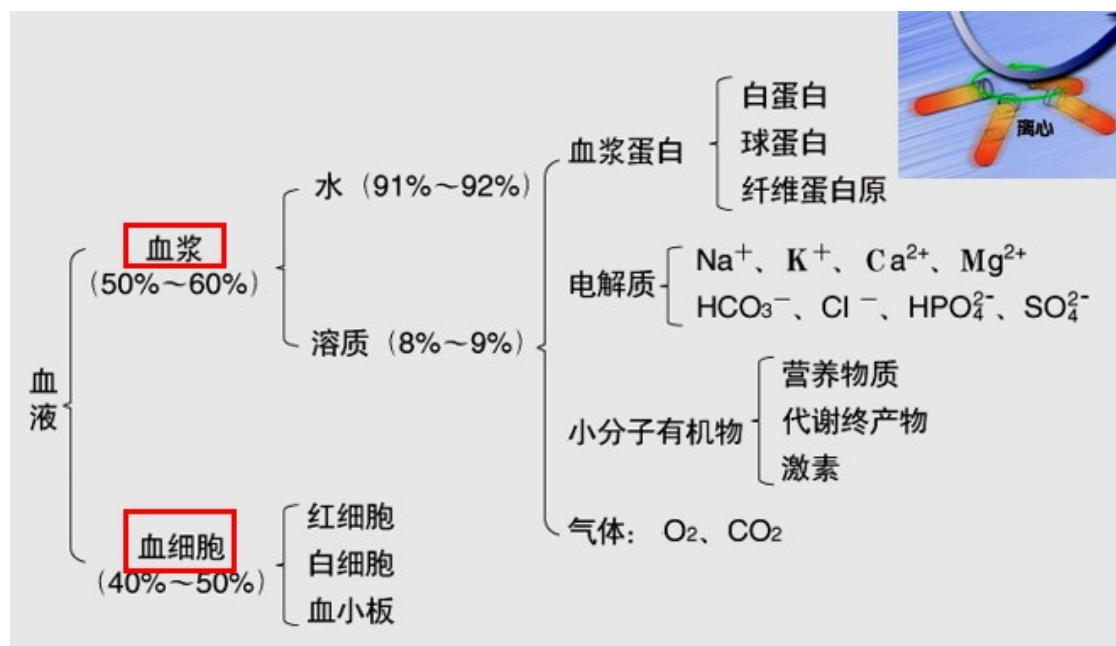 离心
血液
血浆
(50%~60%)
水 (91%~92%)
溶质 (8%~9%)
血浆蛋白
白蛋白
球蛋白
纤维蛋白原
电解质
Na⁺、K⁺、Ca²⁺、Mg²⁺
HCO₃⁻、Cl⁻、HPO₄²⁻、SO₄²⁻
小分子有机物
营养物质
代谢终产物
激素
气体: O₂、CO₂
血细胞
(40%~50%)
红细胞
白细胞
血小板